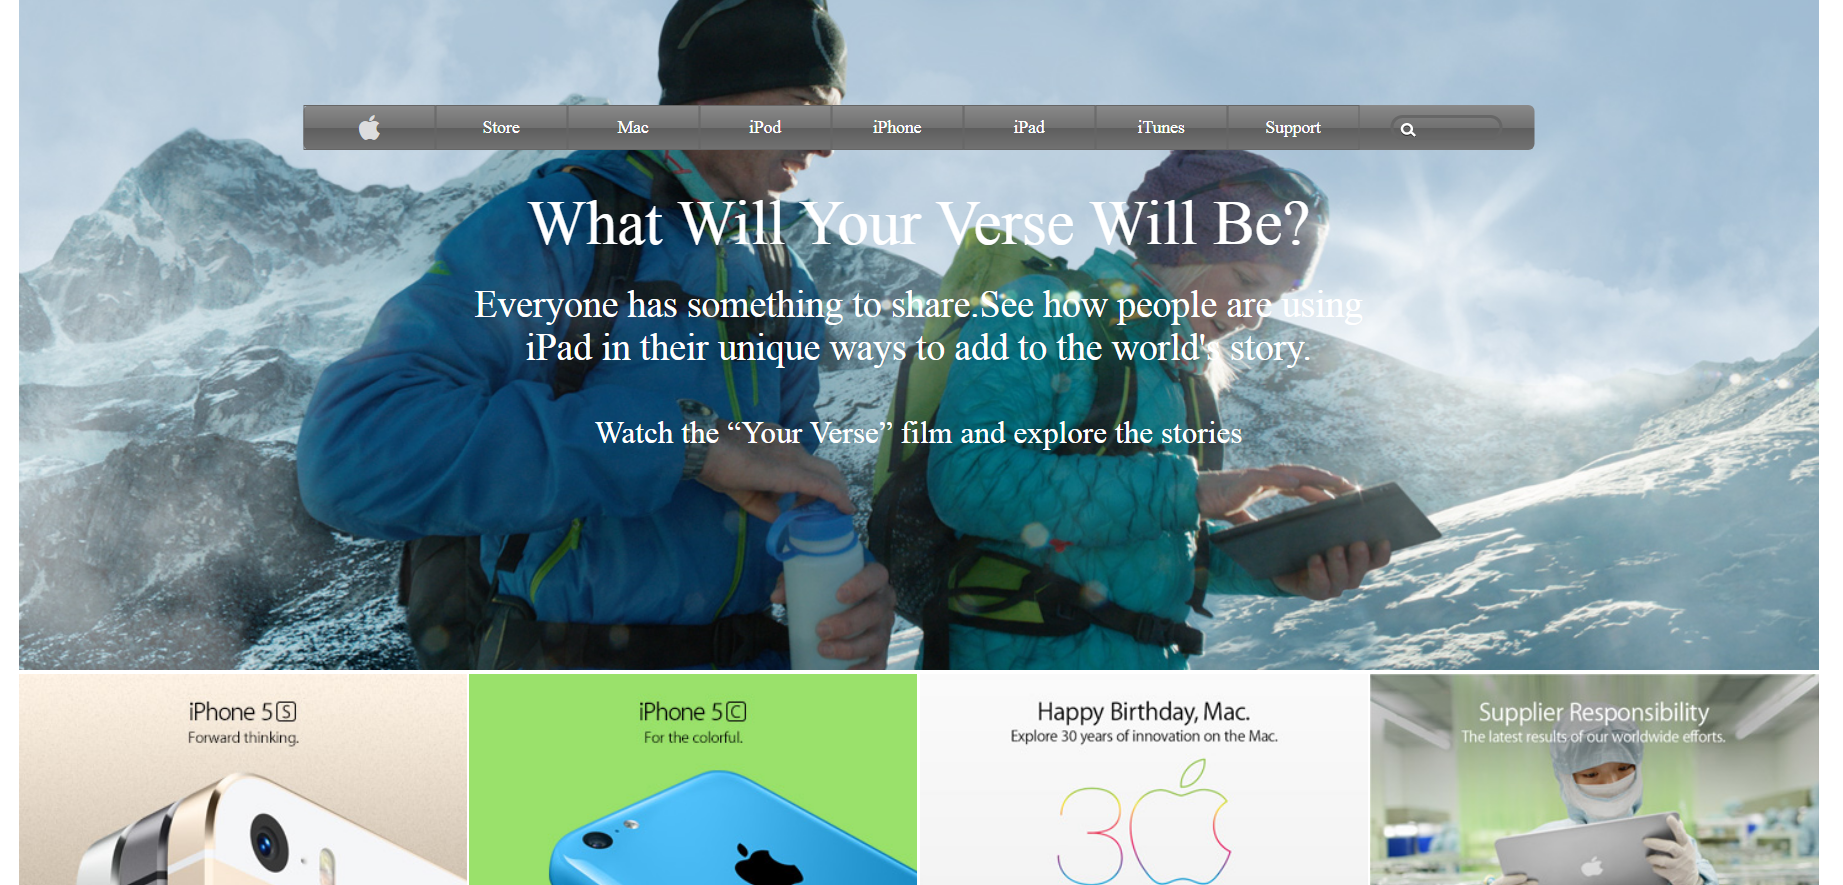 Store Mac iPod iPhone iPad iTunes Support
What Will Your Verse Will Be?
Everyone has something to share.See how people are using
iPad in their unique ways to add to the world's story.
Watch the “Your Verse” film and explore the stories
iPhone 5S
Forward thinking.
iPhone 5C
For the colorful.
Happy Birthday, Mac.
Explore 30 years of innovation on the Mac.
30
Supplier Responsibility
The latest results of our worldwide efforts.